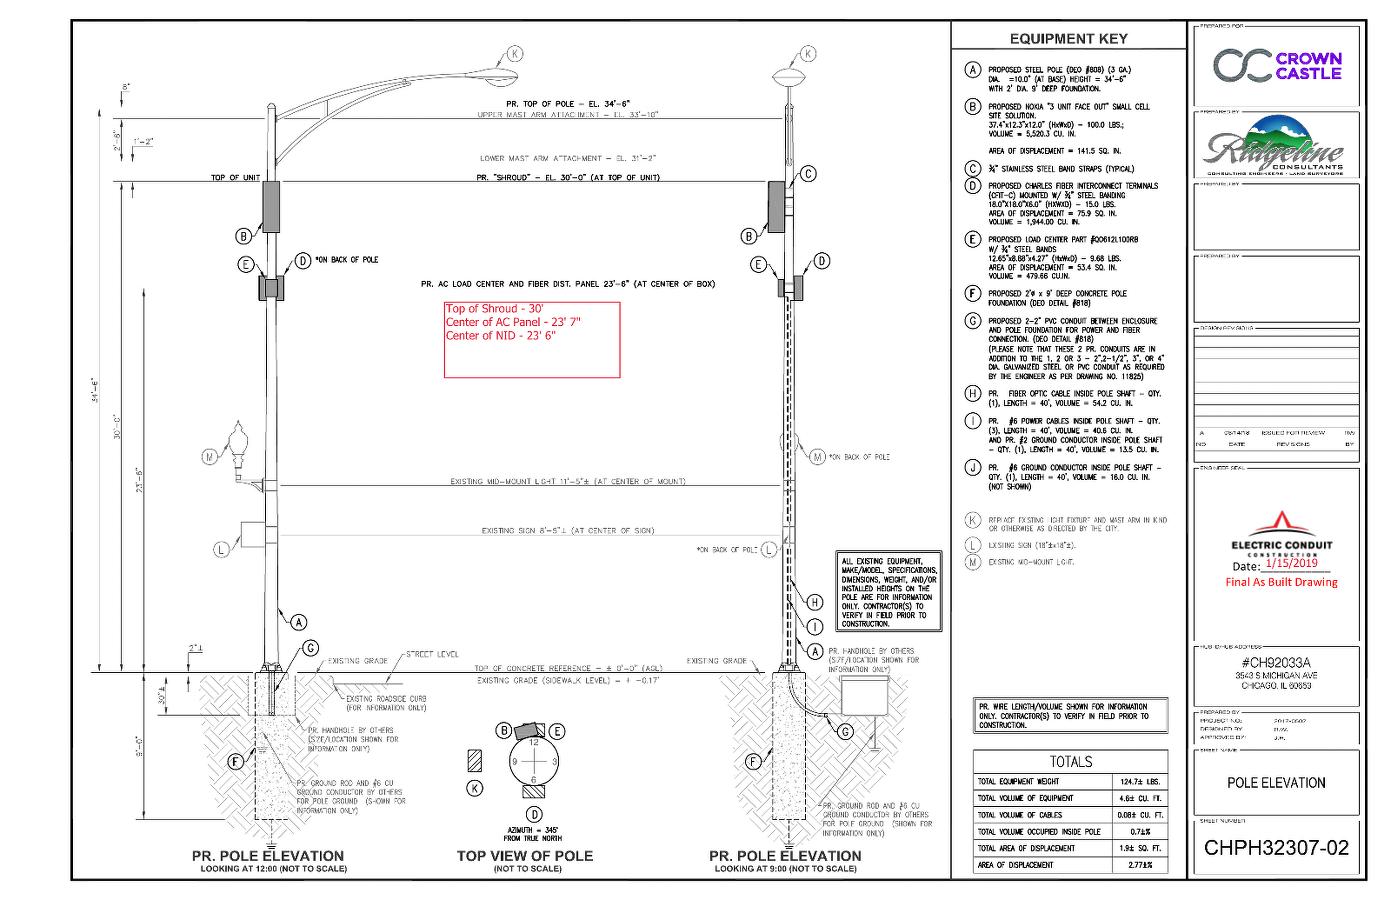 K
K
6"
PR. TOP OF POLE – EL. 34'–6"
UPPER MAST ARM ATTACHMENT – EL. 33'–10"
2'–8"
1'–2"
LOWER MAST ARM ATTACHMENT – EL. 31'–2"
TOP OF UNIT
PR. "SHROUD" – EL. 30'–0" (AT TOP OF UNIT)
C
B
B
E
D
*ON BACK OF POLE
E
D
PR. AC LOAD CENTER AND FIBER DIST. PANEL 23'–6" (AT CENTER OF BOX)
Top of Shroud - 30'
Center of AC Panel - 23' 7"
Center of NID - 23' 6"
34'–6"
30'–0"
23'–6"
M
M
*ON BACK OF POLE
EXISTING MID–MOUNT LIGHT 11'–5"± (AT CENTER OF MOUNT)
EXISTING SIGN 8'–5"± (AT CENTER OF SIGN)
L
*ON BACK OF POLE
L
ALL EXISTING EQUIPMENT,
MAKE/MODEL, SPECIFICATIONS,
DIMENSIONS, WEIGHT, AND/OR
INSTALLED HEIGHTS ON THE
POLE ARE FOR INFORMATION
ONLY. CONTRACTOR(S) TO
VERIFY IN FIELD PRIOR TO
CONSTRUCTION.
H
I
A
A
G
2"±
EXISTING GRADE
STREET LEVEL
TOP OF CONCRETE REFERENCE – ± 0'–0" (AGL)
EXISTING GRADE (SIDEWALK LEVEL) – ± -0.17'
EXISTING GRADE
PR. HANDHOLE BY OTHERS
(SIZE/LOCATION SHOWN FOR
INFORMATION ONLY)
30"±
EXISTING ROADSIDE CURB
(FOR INFORMATION ONLY)
PR. HANDHOLE BY OTHERS
(SIZE/LOCATION SHOWN FOR
INFORMATION ONLY)
9'–0"
F
F
G
PR. GROUND ROD AND #6 CU
GROUND CONDUCTOR BY OTHERS
FOR POLE GROUND (SHOWN FOR
INFORMATION ONLY)
PR. GROUND ROD AND #6 CU
GROUND CONDUCTOR BY OTHERS
FOR POLE GROUND (SHOWN FOR
INFORMATION ONLY)
B
E
12
9
3
6
K
D
AZIMUTH = 345°
FROM TRUE NORTH
PR. POLE ELEVATION
LOOKING AT 12:00 (NOT TO SCALE)
TOP VIEW OF POLE
(NOT TO SCALE)
PR. POLE ELEVATION
LOOKING AT 9:00 (NOT TO SCALE)
EQUIPMENT KEY
A PROPOSED STEEL POLE (DEO #808) (3 GA.)
DIA. =10.0" (AT BASE) HEIGHT = 34'-6"
WITH 2' DIA. 9' DEEP FOUNDATION.
B PROPOSED NOKIA "3 UNIT FACE OUT" SMALL CELL
SITE SOLUTION.
37.4"x12.3"x12.0" (HxWxD) – 100.0 LBS.;
VOLUME = 5,520.3 CU. IN.
AREA OF DISPLACEMENT = 141.5 SQ. IN.
C ¾" STAINLESS STEEL BAND STRAPS (TYPICAL)
D PROPOSED CHARLES FIBER INTERCONNECT TERMINALS
(CFIT-C) MOUNTED W/ ¾" STEEL BANDING
18.0"X18.0"X6.0" (HXWXD) – 15.0 LBS.
AREA OF DISPLACEMENT = 75.9 SQ. IN.
VOLUME = 1,944.00 CU. IN.
E PROPOSED LOAD CENTER PART #QO612L100RB
W/ ¾" STEEL BANDS
12.65"x8.88"x4.27" (HxWxD) – 9.68 LBS.
AREA OF DISPLACEMENT = 53.4 SQ. IN.
VOLUME = 479.66 CU.IN.
F PROPOSED 2'ø x 9' DEEP CONCRETE POLE
FOUNDATION (DEO DETAIL #818)
G PROPOSED 2-2" PVC CONDUIT BETWEEN ENCLOSURE
AND POLE FOUNDATION FOR POWER AND FIBER
CONNECTION. (DEO DETAIL #818)
(PLEASE NOTE THAT THESE 2 PR. CONDUITS ARE IN
ADDITION TO THE 1, 2 OR 3 – 2",2-1/2", 3", OR 4"
DIA. GALVANIZED STEEL OR PVC CONDUIT AS REQUIRED
BY THE ENGINEER AS PER DRAWING NO. 11825)
H PR. FIBER OPTIC CABLE INSIDE POLE SHAFT – QTY.
(1), LENGTH = 40', VOLUME = 54.2 CU. IN.
I PR. #6 POWER CABLES INSIDE POLE SHAFT – QTY.
(3), LENGTH = 40', VOLUME = 40.6 CU. IN.
AND PR. #2 GROUND CONDUCTOR INSIDE POLE SHAFT
– QTY. (1), LENGTH = 40', VOLUME = 13.5 CU. IN.
J PR. #6 GROUND CONDUCTOR INSIDE POLE SHAFT –
QTY. (1), LENGTH = 40', VOLUME = 16.0 CU. IN.
(NOT SHOWN)
K REPLACE EXISTING LIGHT FIXTURE AND MAST ARM IN KIND
OR OTHERWISE AS DIRECTED BY THE CITY.
L EXISTING SIGN (18"±x18"±).
M EXISTING MID–MOUNT LIGHT.
PR. WIRE LENGTH/VOLUME SHOWN FOR INFORMATION
ONLY. CONTRACTOR(S) TO VERIFY IN FIELD PRIOR TO
CONSTRUCTION.
TOTALS
TOTAL EQUIPMENT WEIGHT 124.7± LBS.
TOTAL VOLUME OF EQUIPMENT 4.6± CU. FT.
TOTAL VOLUME OF CABLES 0.08± CU. FT.
TOTAL VOLUME OCCUPIED INSIDE POLE 0.7±%
TOTAL AREA OF DISPLACEMENT 1.9± SQ. FT.
AREA OF DISPLACEMENT 2.77±%
PREPARED FOR
CROWN
CASTLE
PREPARED BY
Ridgeline
CONSULTANTS
CONSULTING ENGINEERS • LAND SURVEYORS
PREPARED BY
PREPARED BY
DESIGN REVISIONS
A 09/14/18 ISSUED FOR REVIEW
NO DATE REVISIONS BY
ENGINEER SEAL
ELECTRIC CONDUIT
CONSTRUCTION
Date: 1/15/2019
Final As Built Drawing
HUB ID/HUB ADDRESS
#CH92033A
3543 S MICHIGAN AVE
CHICAGO, IL 60653
PREPARED BY
PROJECT NO.:
DESIGNED BY:
APPROVED BY:
SHEET NAME
POLE ELEVATION
SHEET NUMBER
CHPH32307-02